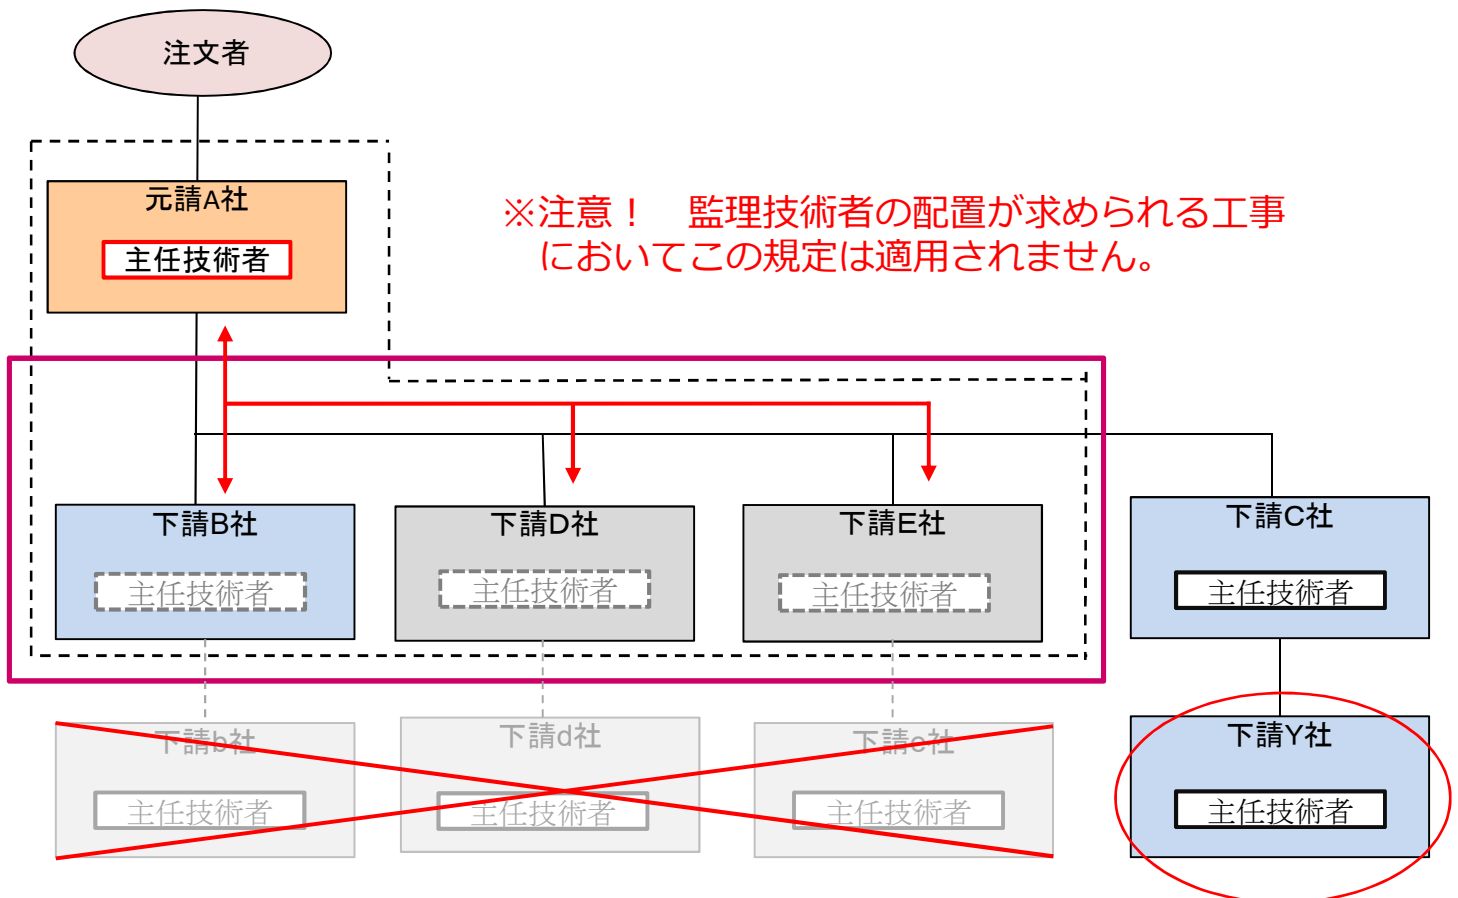 注文者
元請A社
主任技術者
※注意！　監理技術者の配置が求められる工事
においてこの規定は適用されません。
下請B社
主任技術者
下請D社
主任技術者
下請E社
主任技術者
下請C社
主任技術者
下請b社
主任技術者
下請d社
主任技術者
下請e社
主任技術者
下請Y社
主任技術者